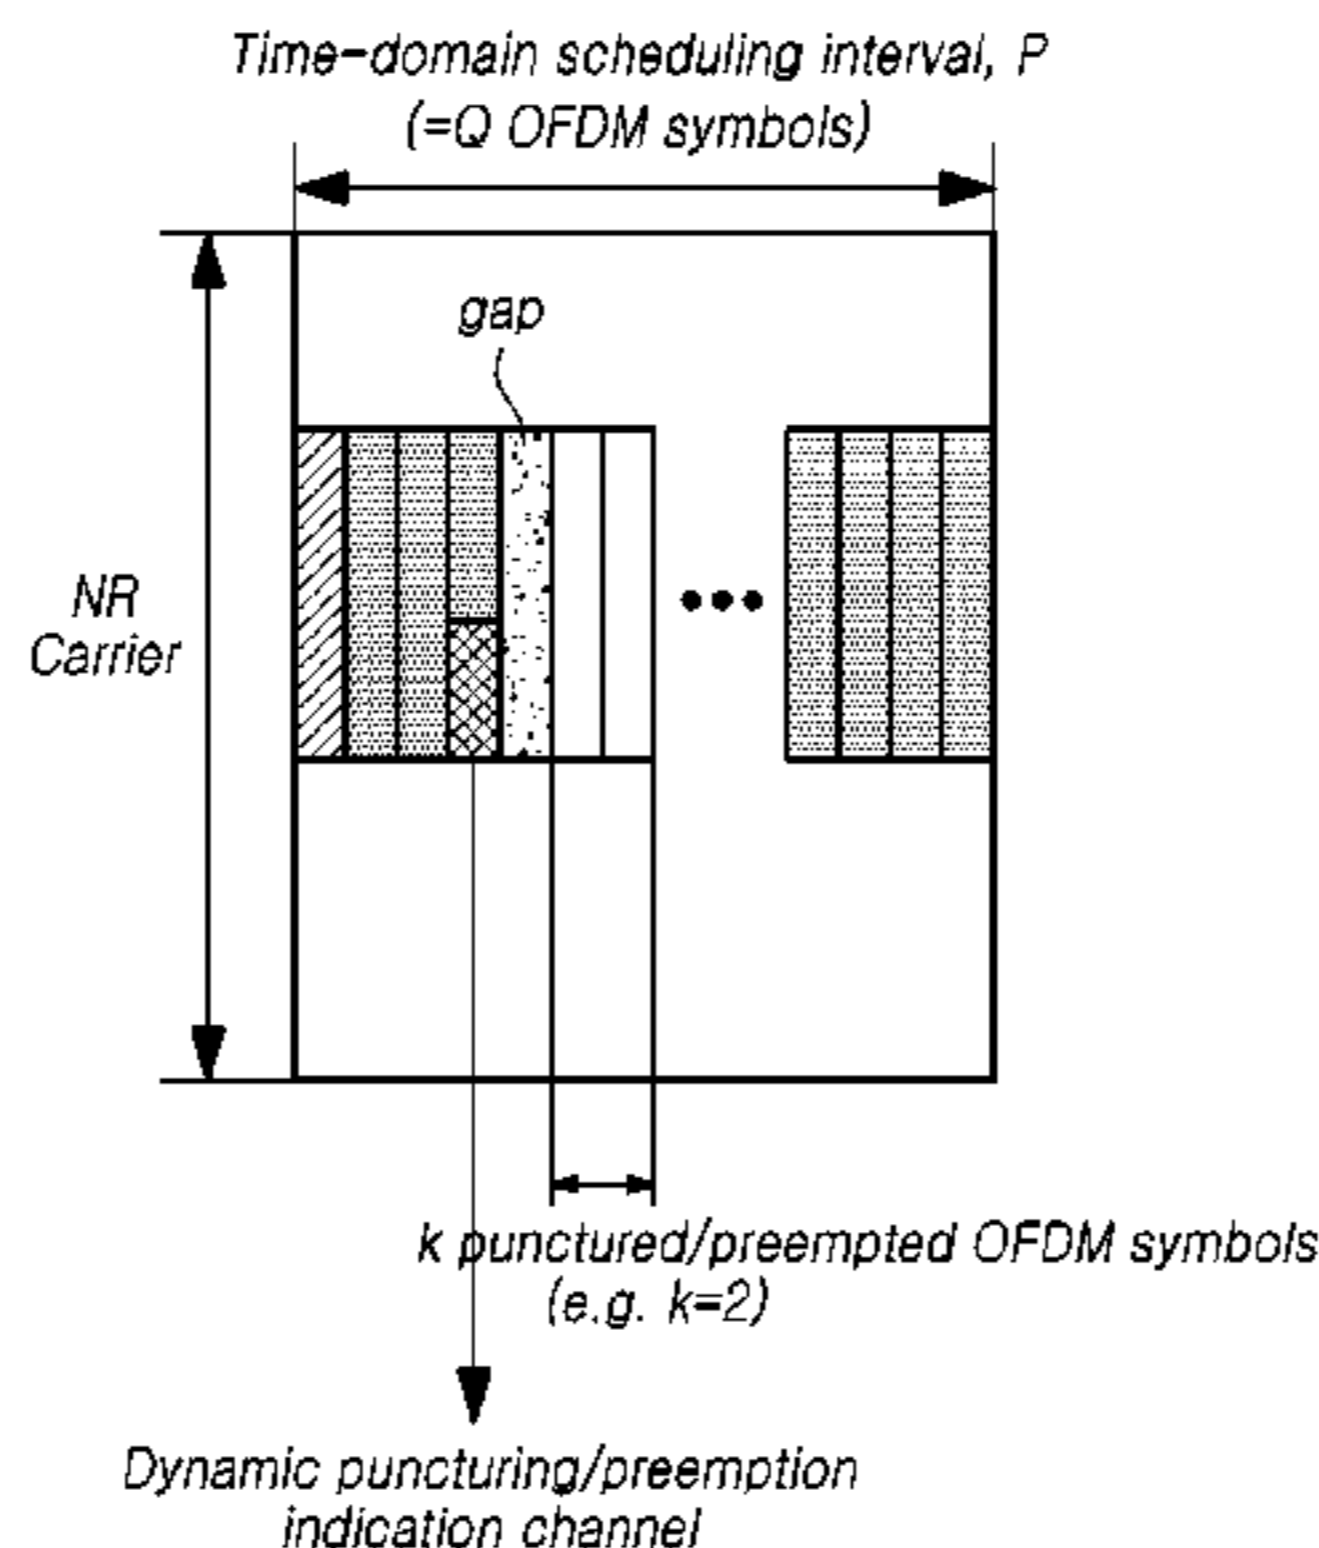 Time-domain scheduling interval, P
(=Q OFDM symbols)
gap
NR
Carrier
k punctured/preempted OFDM symbols
(e.g. k=2)
Dynamic puncturing/preemption
indication channel